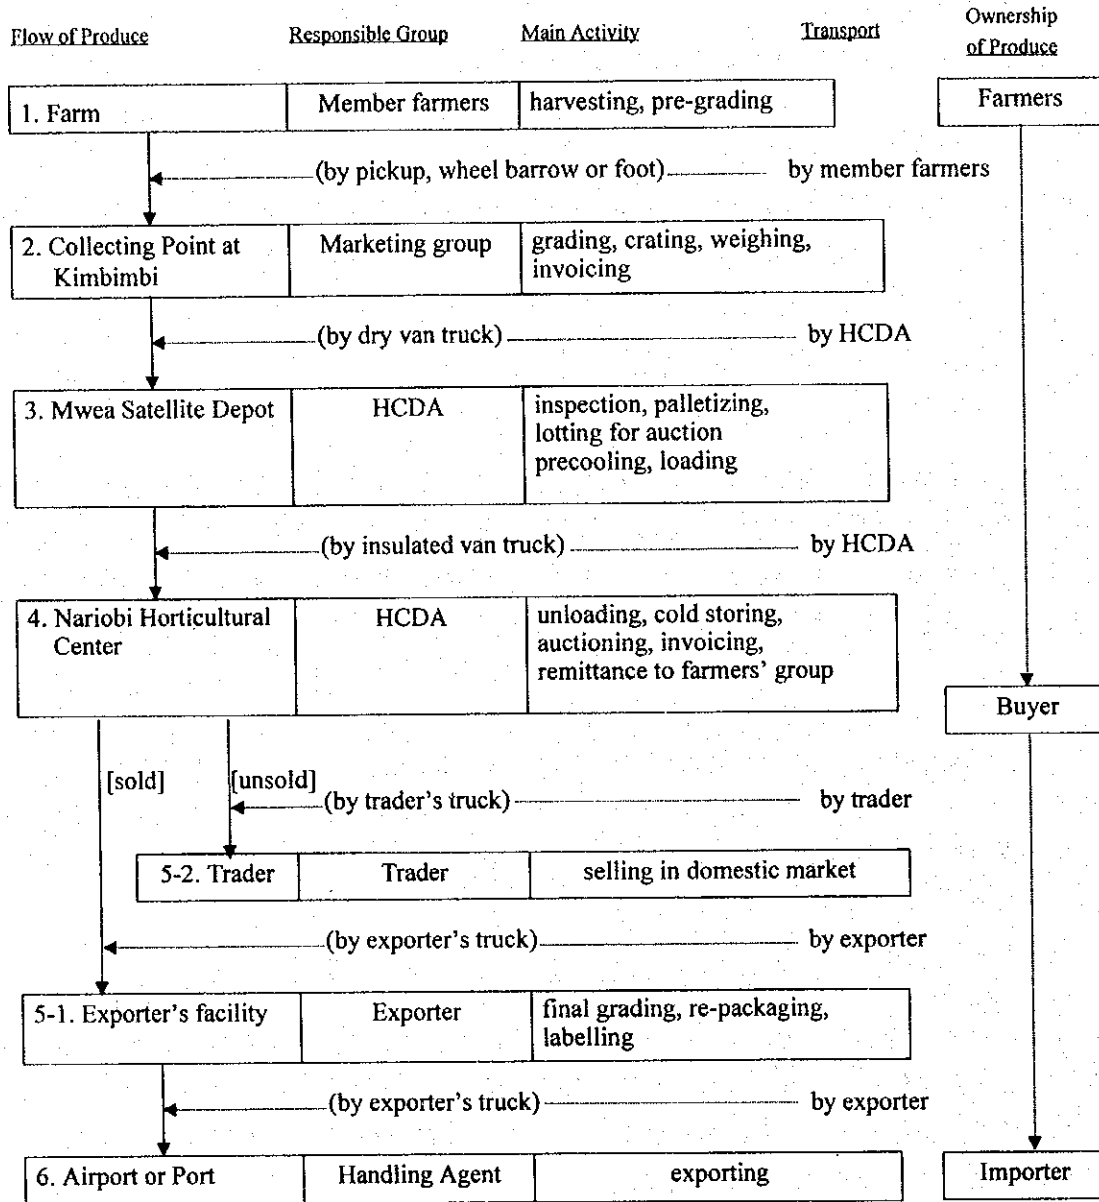 Flow of Produce
Responsible Group
Main Activity
Transport
Ownership
of Produce
1. Farm
Member farmers
harvesting, pre-grading
Farmers
(by pickup, wheel barrow or foot)
by member farmers
2. Collecting Point at
Kimbimbi
Marketing group
grading, crating, weighing,
invoicing
(by dry van truck)
by HCDA
3. Mwea Satellite Depot
HCDA
inspection, palletizing,
lotting for auction
precooling, loading
(by insulated van truck)
by HCDA
4. Nariobi Horticultural
Center
HCDA
unloading, cold storing,
auctioning, invoicing,
remittance to farmers' group
Buyer
[sold]
[unsold]
(by trader's truck)
by trader
5-2. Trader
Trader
selling in domestic market
(by exporter's truck)
by exporter
5-1. Exporter's facility
Exporter
final grading, re-packaging,
labelling
(by exporter's truck)
by exporter
6. Airport or Port
Handling Agent
exporting
Importer